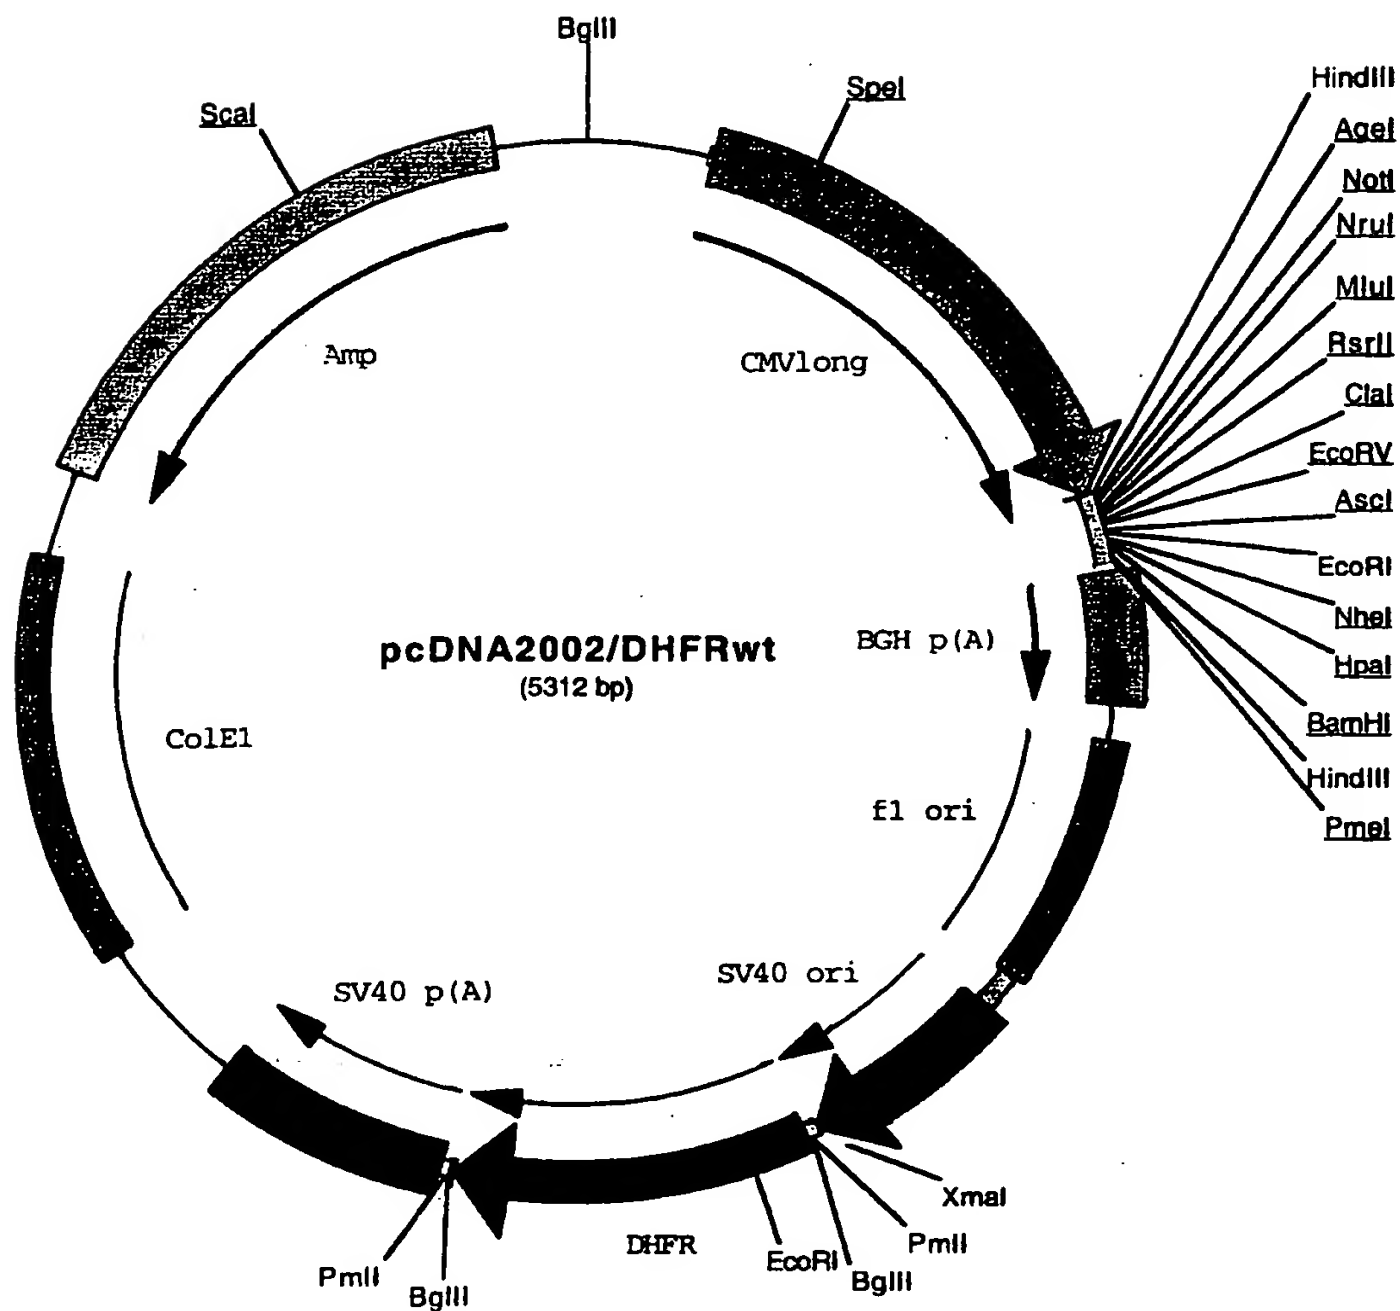 BglII
SpeI
ScaI
HindIII
AgeI
NotI
NruI
MluI
RsrII
ClaI
EcoRV
AscI
EcoRI
NheI
HpaI
BamHI
HindIII
PmeI
Amp
CMVlong
BGH p(A)
pcDNA2002/DHFRwt
(5312 bp)
ColE1
f1 ori
SV40 ori
SV40 p(A)
XmaI
PmlI
BglII
EcoRI
DHFR
PmlI
BglII